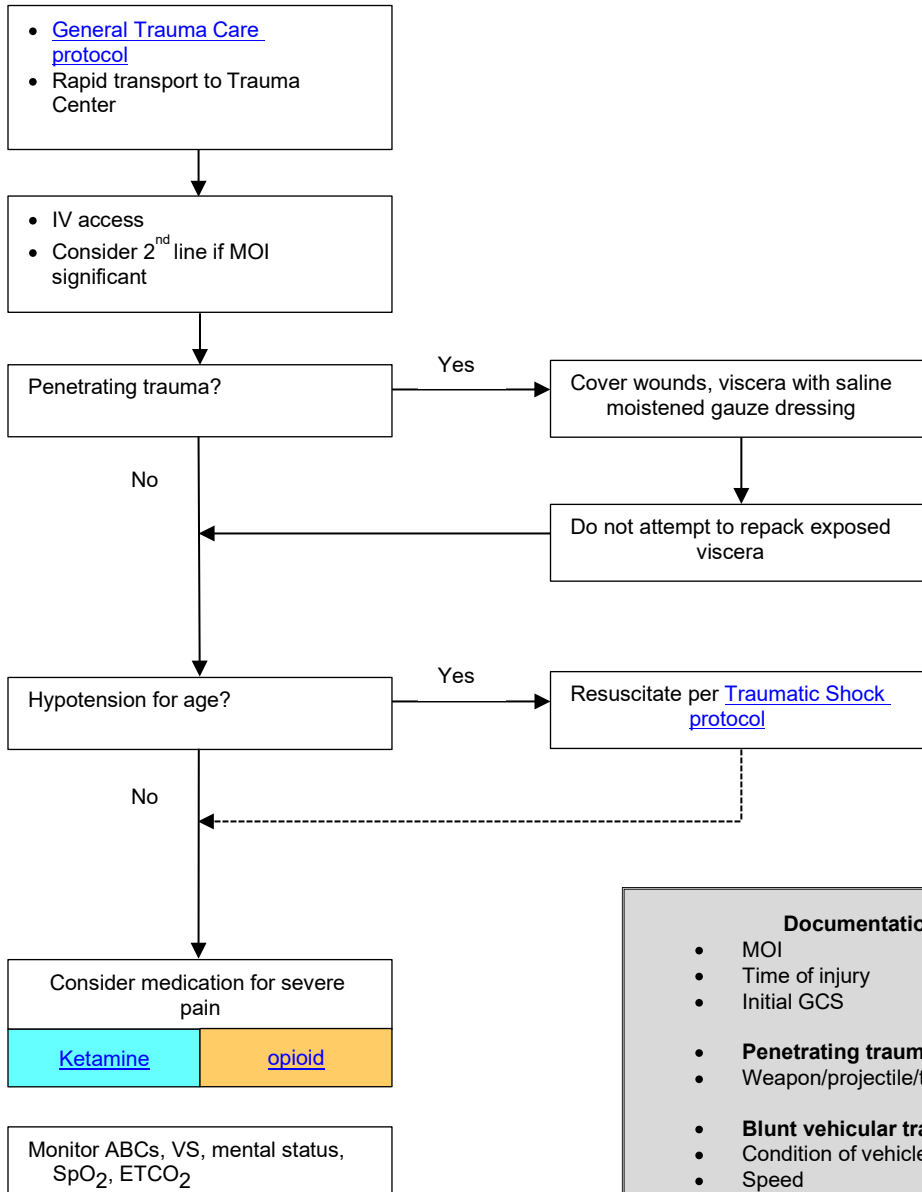 • General Trauma Care
protocol
• Rapid transport to Trauma
Center
• IV access
• Consider 2nd line if MOI
significant
Penetrating trauma?
Yes
Cover wounds, viscera with saline
moistened gauze dressing
No
Do not attempt to repack exposed
viscera
Hypotension for age?
Yes
Resuscitate per Traumatic Shock
protocol
No
Consider medication for severe
pain
Ketamine
opioid
Monitor ABCs, VS, mental status,
SpO2, ETCO2
• MOI
• Time of injury
• Initial GCS
• Penetrating
• Weapon/projectile/
• Blunt vehicular
• Condition of vehicle
• Speed